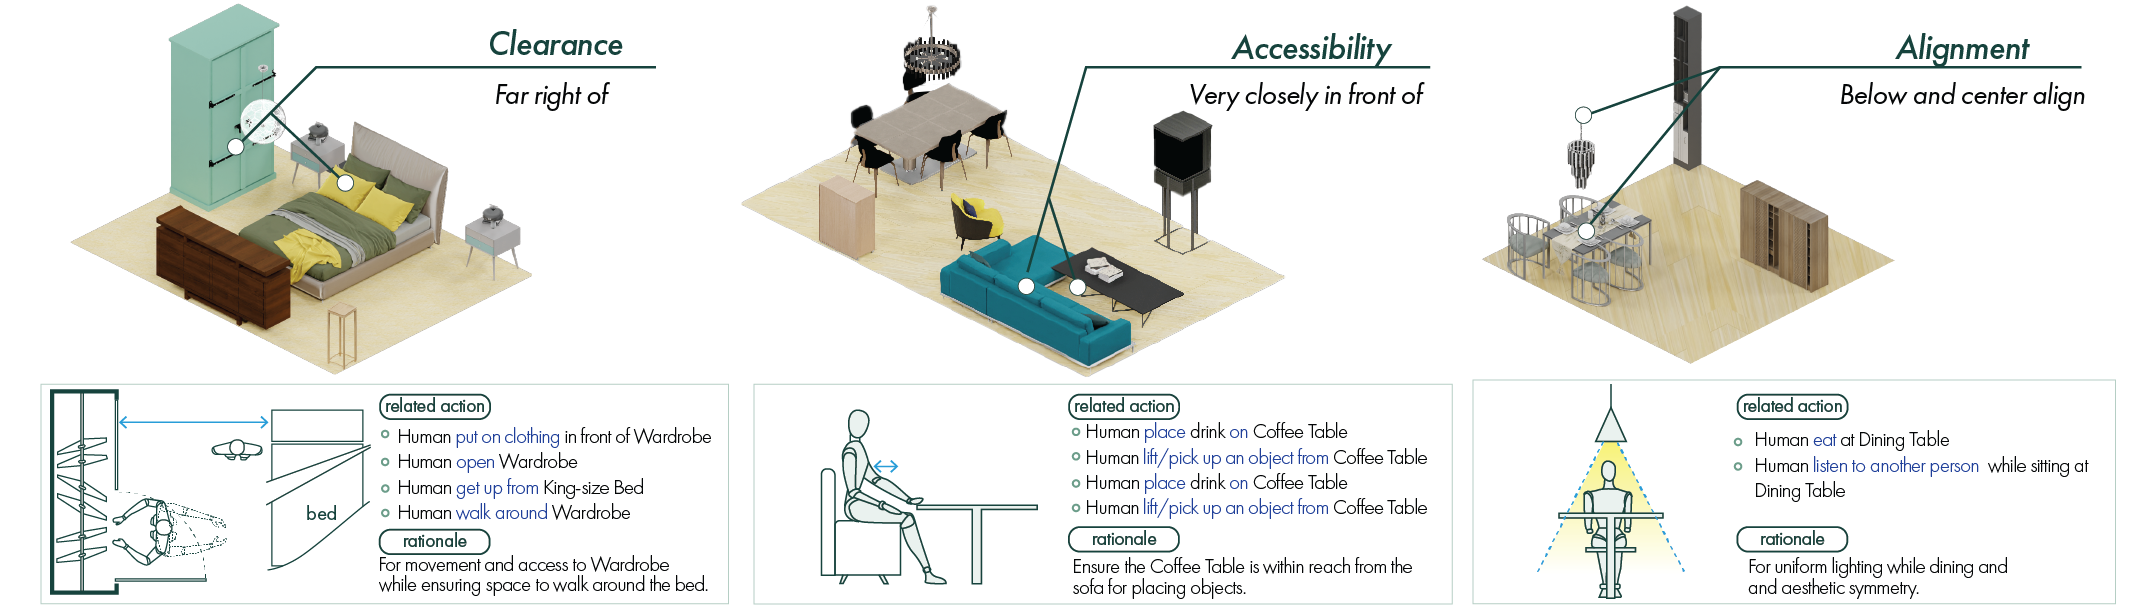 Clearance
Far right of
related action
Human put on clothing in front of Wardrobe
Human open Wardrobe
Human get up from King-size Bed
Human walk around Wardrobe
rationale
For movement and access to Wardrobe
while ensuring space to walk around the bed.
bed
Accessibility
Very closely in front of
related action
Human place drink on Coffee Table
Human lift/pick up an object from Coffee Table
Human place drink on Coffee Table
Human lift/pick up an object from Coffee Table
rationale
Ensure the Coffee Table is within reach from the
sofa for placing objects.
Alignment
Below and center align
related action
Human eat at Dining Table
Human listen to another person while sitting at
Dining Table
rationale
For uniform lighting while dining and
and aesthetic symmetry.